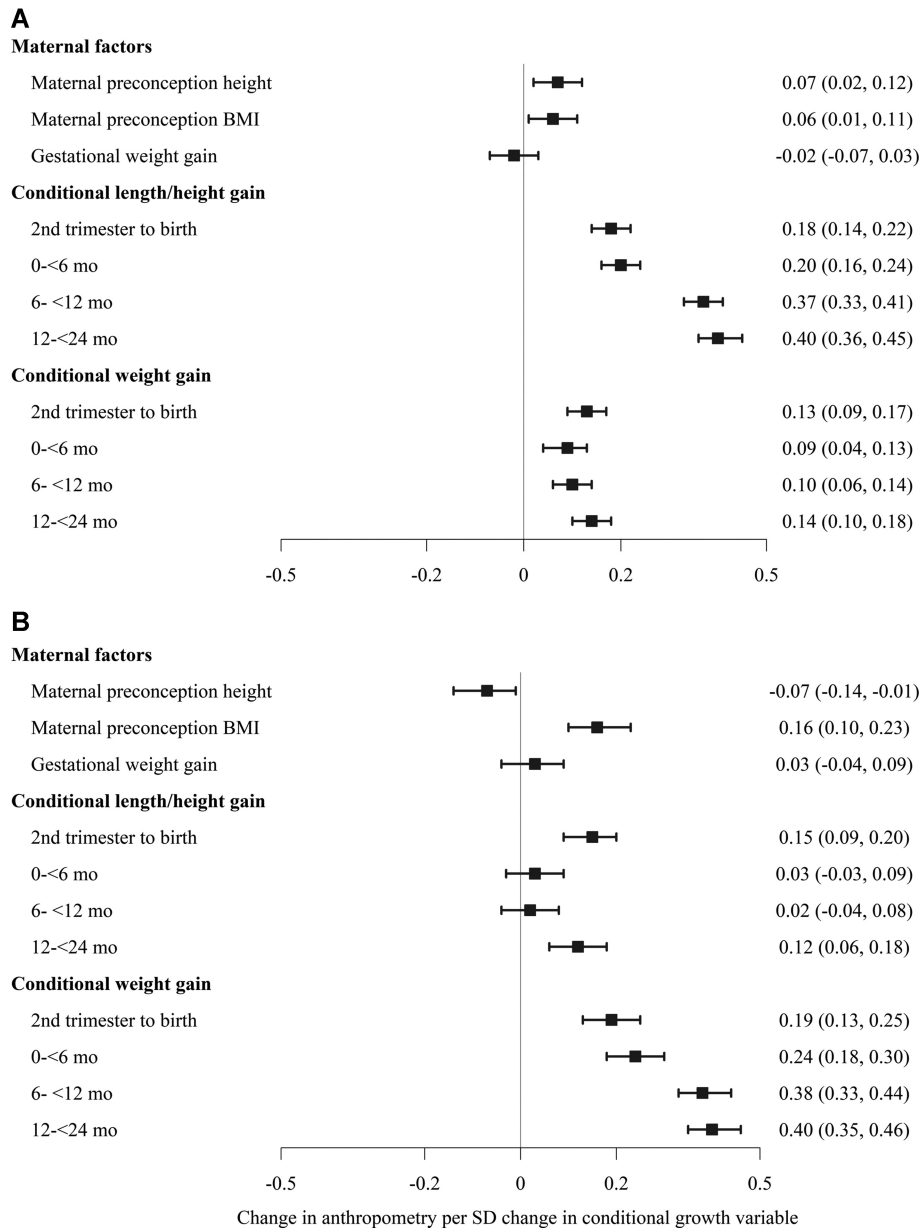 A
Maternal factors
Maternal preconception height 0.07 (0.02, 0.12)
Maternal preconception BMI 0.06 (0.01, 0.11)
Gestational weight gain -0.02 (-0.07, 0.03)
Conditional length/height gain
2nd trimester to birth 0.18 (0.14, 0.22)
0-<6 mo 0.20 (0.16, 0.24)
6- <12 mo 0.37 (0.33, 0.41)
12-<24 mo 0.40 (0.36, 0.45)
Conditional weight gain
2nd trimester to birth 0.13 (0.09, 0.17)
0-<6 mo 0.09 (0.04, 0.13)
6- <12 mo 0.10 (0.06, 0.14)
12-<24 mo 0.14 (0.10, 0.18)
-0.5 -0.2 0 0.2 0.5
B
Maternal factors
Maternal preconception height -0.07 (-0.14, -0.01)
Maternal preconception BMI 0.16 (0.10, 0.23)
Gestational weight gain 0.03 (-0.04, 0.09)
Conditional length/height gain
2nd trimester to birth 0.15 (0.09, 0.20)
0-<6 mo 0.03 (-0.03, 0.09)
6- <12 mo 0.02 (-0.04, 0.08)
12-<24 mo 0.12 (0.06, 0.18)
Conditional weight gain
2nd trimester to birth 0.19 (0.13, 0.25)
0-<6 mo 0.24 (0.18, 0.30)
6- <12 mo 0.38 (0.33, 0.44)
12-<24 mo 0.40 (0.35, 0.46)
-0.5 -0.2 0 0.2 0.5
Change in anthropometry per SD change in conditional growth variable